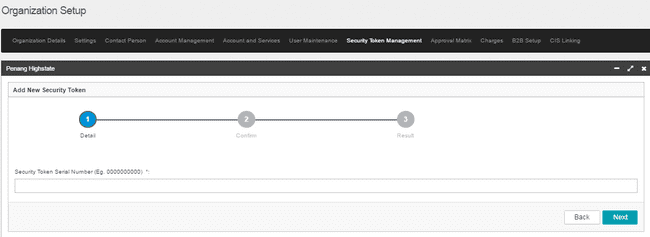 Organization Setup
Organization Details Settings Contact Person Account Management Account and Services User Maintenance Security Token Management Approval Matrix Charges B2B Setup CIS Linking
Penang Highstate
Add New Security Token
1 2 3
Detail Confirm Result
Security Token Serial Number (Eg. 0000000000) *:
Back Next